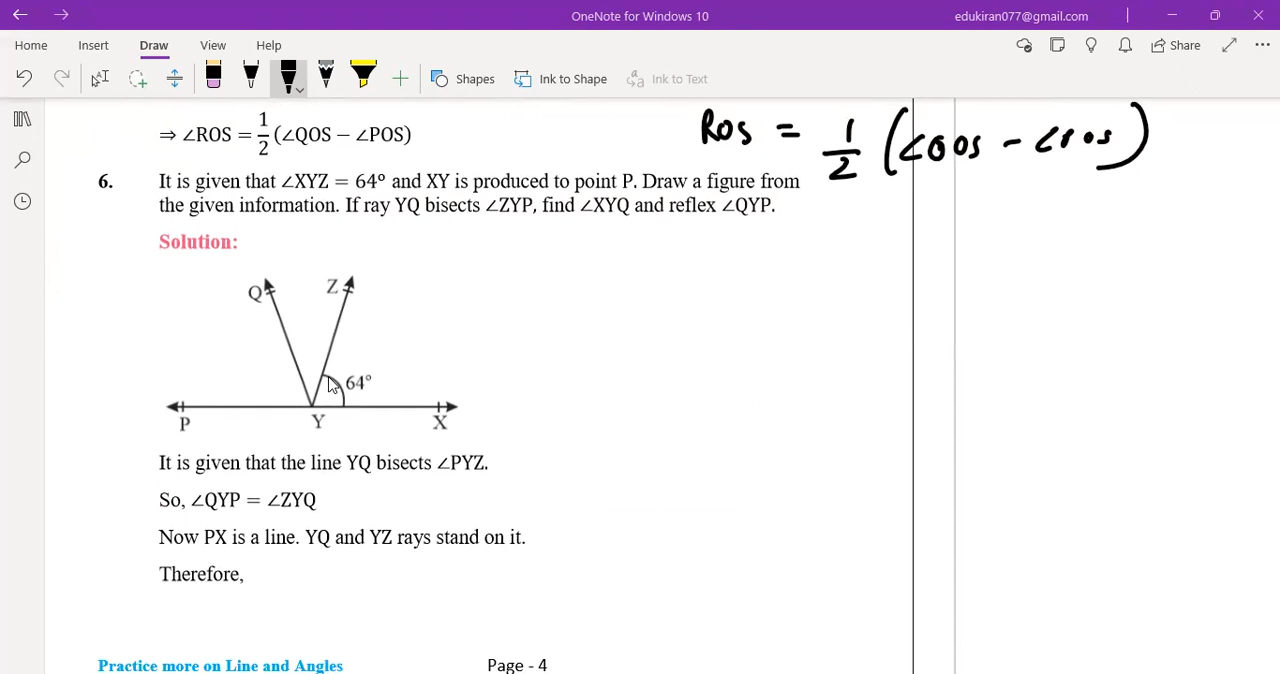 OneNote for Windows 10
edukiran077@gmail.com
Home Insert Draw View Help
Share
Shapes Ink to Shape Ink to Text
⇒ ∠ROS = 1/2 (∠QOS − ∠POS)
ROS = 1/2 (∠QOS - ∠POS)
6. It is given that ∠XYZ = 64° and XY is produced to point P. Draw a figure from
the given information. If ray YQ bisects ∠ZYP, find ∠XYQ and reflex ∠QYP.
Solution:
Q Z
64°
P Y X
It is given that the line YQ bisects ∠PYZ.
So, ∠QYP = ∠ZYQ
Now PX is a line. YQ and YZ rays stand on it.
Therefore,
Practice more on Line and Angles Page - 4